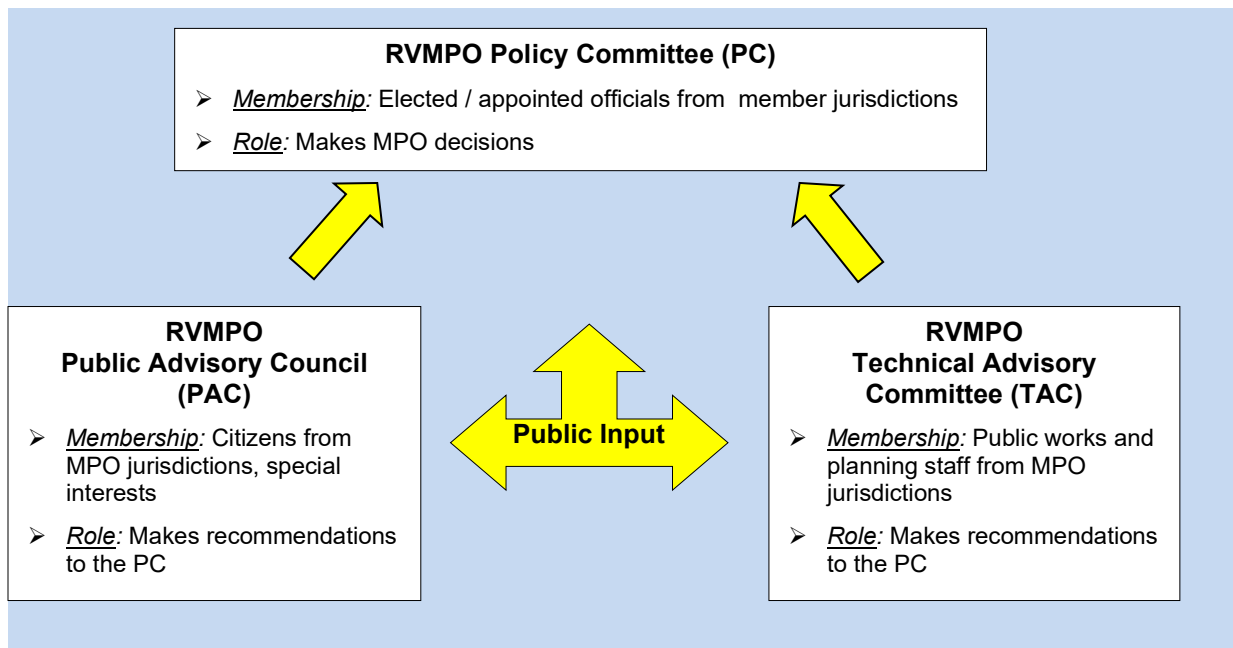 RVMPO Policy Committee (PC)
➢ Membership: Elected / appointed officials from member jurisdictions
➢ Role: Makes MPO decisions
RVMPO
Public Advisory Council
(PAC)
➢ Membership: Citizens from
MPO jurisdictions, special
interests
➢ Role: Makes recommendations
to the PC
Public Input
RVMPO
Technical Advisory
Committee (TAC)
➢ Membership: Public works and
planning staff from MPO
jurisdictions
➢ Role: Makes recommendations
to the PC